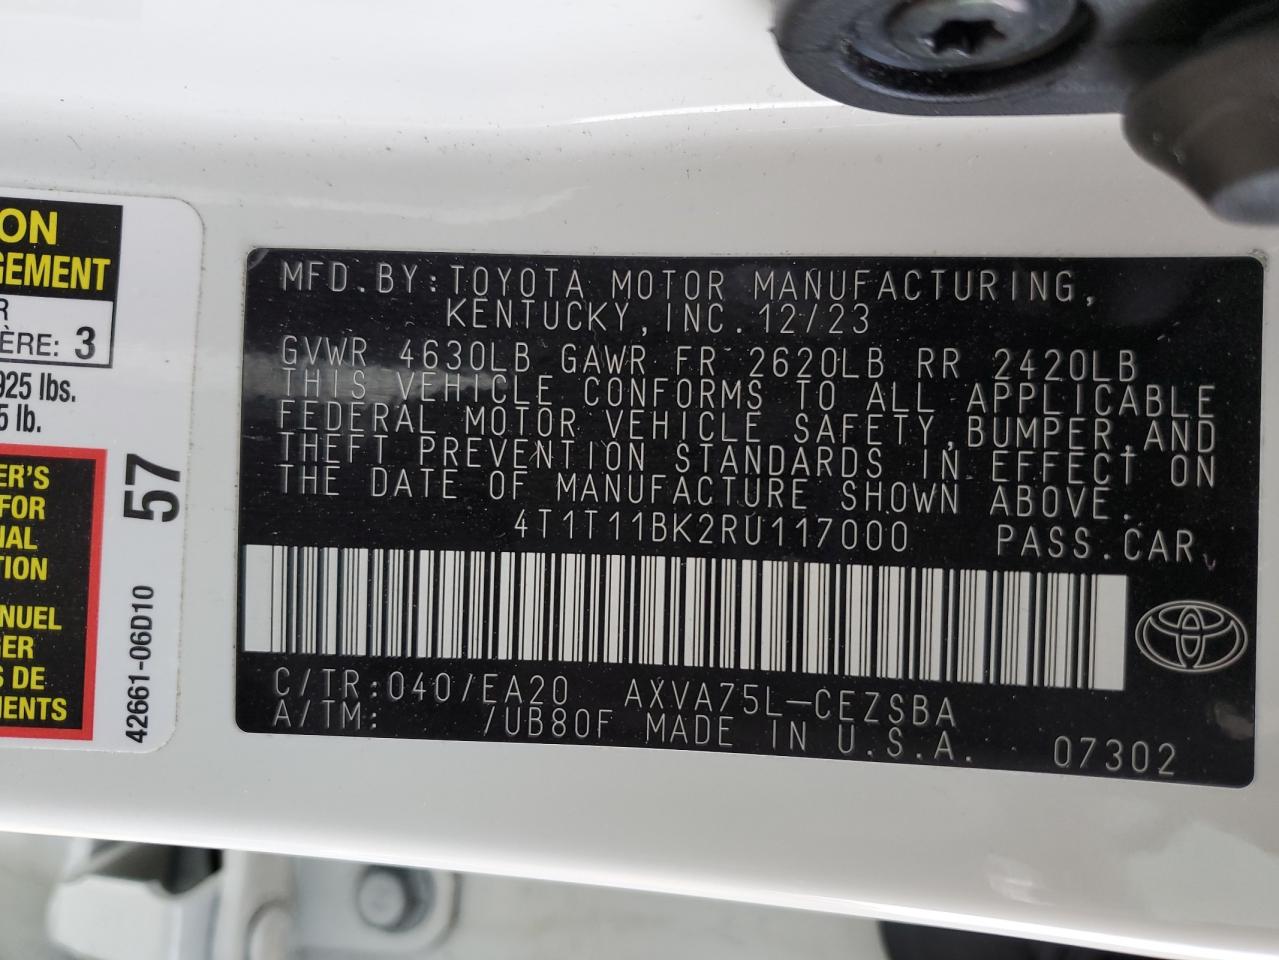 ON
GEMENT
R
ÈRE: 3
925 lbs.
5 lb.
ER'S
FOR
NAL
TION
NUEL
GER
S DE
MENTS
57
42661-06D10
MFD.BY:TOYOTA MOTOR MANUFACTURING,
KENTUCKY,INC.12/23
GVWR 4630LB GAWR FR 2620LB RR 2420LB
THIS VEHICLE CONFORMS TO ALL APPLICABLE
FEDERAL MOTOR VEHICLE SAFETY,BUMPER,AND
THEFT PREVENTION STANDARDS IN EFFECT ON
THE DATE OF MANUFACTURE SHOWN ABOVE.
4T1T11BK2RU117000 PASS.CAR
C/TR:040/EA20 AXVA75L-CEZSBA
A/TM: /UB80F MADE IN U.S.A. 07302